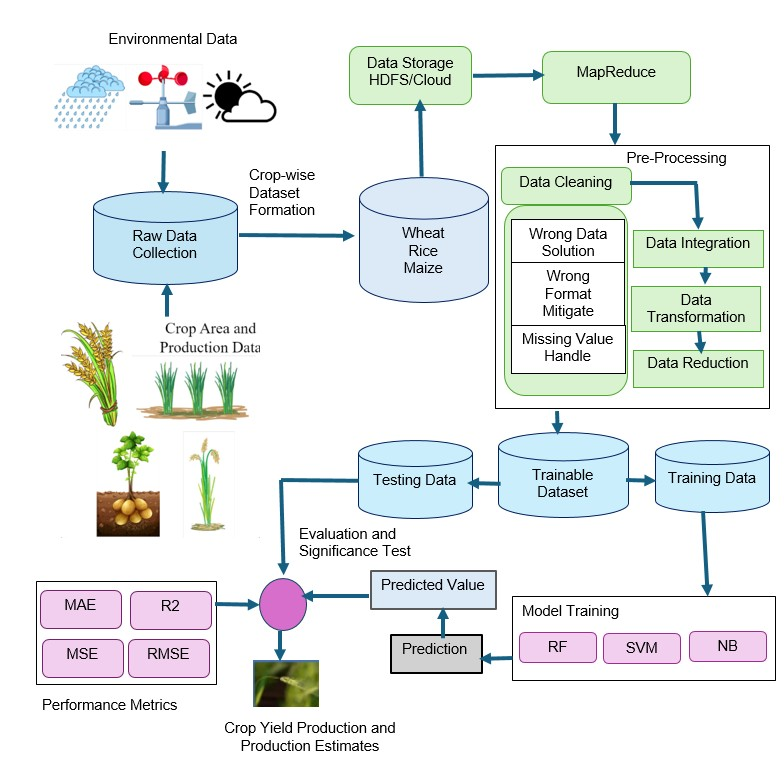 Environmental Data
Data Storage
HDFS/Cloud
MapReduce
Crop-wise
Dataset
Formation
Raw Data
Collection
Wheat
Rice
Maize
Pre-Processing
Data Cleaning
Wrong Data
Solution
Wrong
Format
Mitigate
Missing Value
Handle
Data Integration
Data
Transformation
Data Reduction
Crop Area and
Production Data
Testing Data
Trainable
Dataset
Training Data
Evaluation and
Significance Test
MAE
R2
MSE
RMSE
Performance Metrics
Predicted Value
Prediction
Model Training
RF
SVM
NB
Crop Yield Production and
Production Estimates